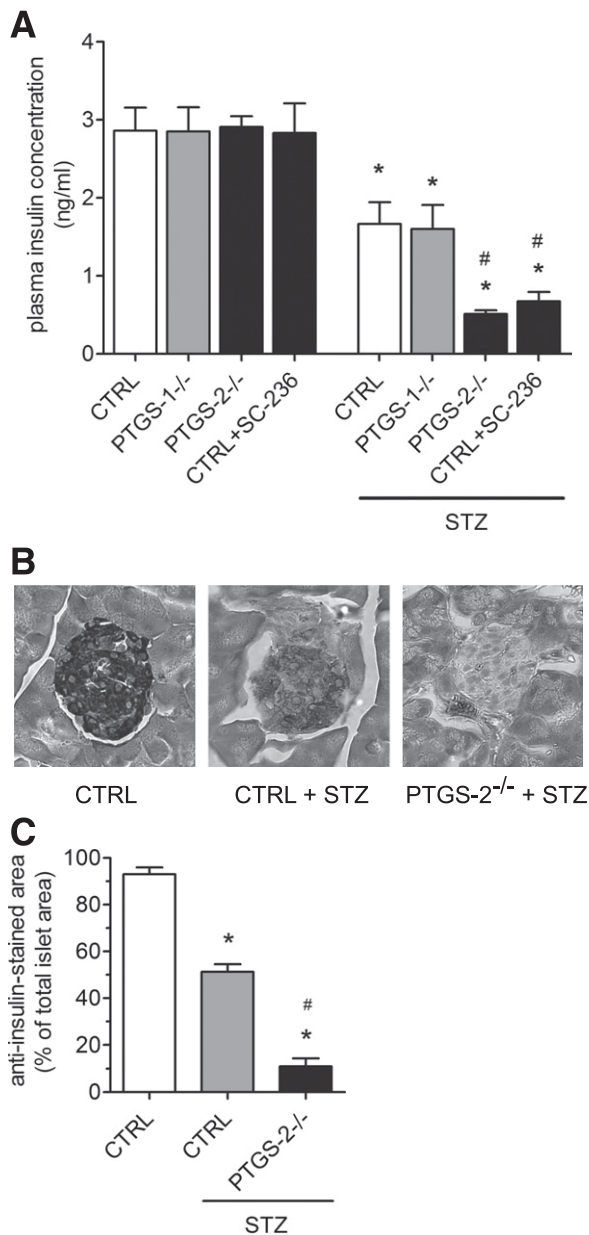 A
plasma insulin concentration
(ng/ml)
4
3
2
1
0
* * # * # *
CTRL PTGS-1-/- PTGS-2-/- CTRL+SC-236 CTRL PTGS-1-/- PTGS-2-/- CTRL+SC-236
STZ
B
CTRL CTRL + STZ PTGS-2-/- + STZ
C
anti-insulin-stained area
(% of total islet area)
100
80
60
40
20
0
* # *
CTRL CTRL PTGS-2-/-
STZ